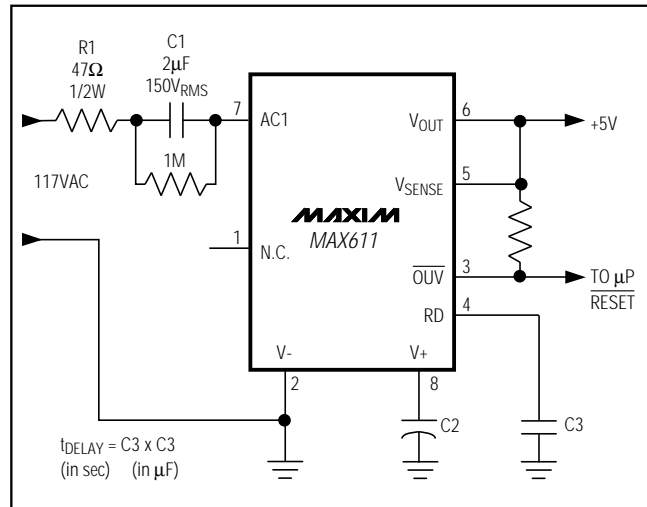 R1
47Ω
1/2W
C1
2µF
150VRMS
7
AC1
1M
117VAC
1
N.C.
MAXIM
MAX611
VOUT
6
+5V
VSENSE
5
OUV
3
TO µP
RESET
RD
4
V-
2
V+
8
C2
C3
tDELAY = C3 x C3
(in sec) (in µF)